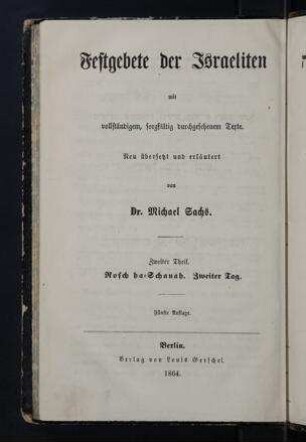 Festgebete der Israeliten
mit
vollständigem, sorgfältig durchgesehenem Texte.
Neu übersetzt und erläutert
von
Dr. Michael Sachs.
Zweiter Theil.
Rosch ha-Schanah. Zweiter Tag.
Fünfte Auflage.
Berlin.
Verlag von Louis Gerschel.
1864.